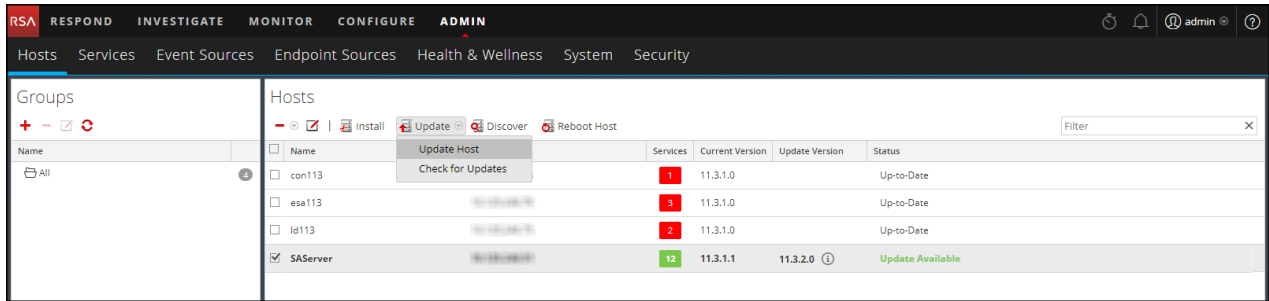 RSA RESPOND INVESTIGATE MONITOR CONFIGURE ADMIN admin ?
Hosts Services Event Sources Endpoint Sources Health & Wellness System Security
Groups
Name
All 4
Hosts
Install Update Discover Reboot Host Filter
Update Host
Check for Updates
Name Services Current Version Update Version Status
con113 1 11.3.1.0 Up-to-Date
esa113 3 11.3.1.0 Up-to-Date
ld113 2 11.3.1.0 Up-to-Date
SAServer 12 11.3.1.1 11.3.2.0 i Update Available